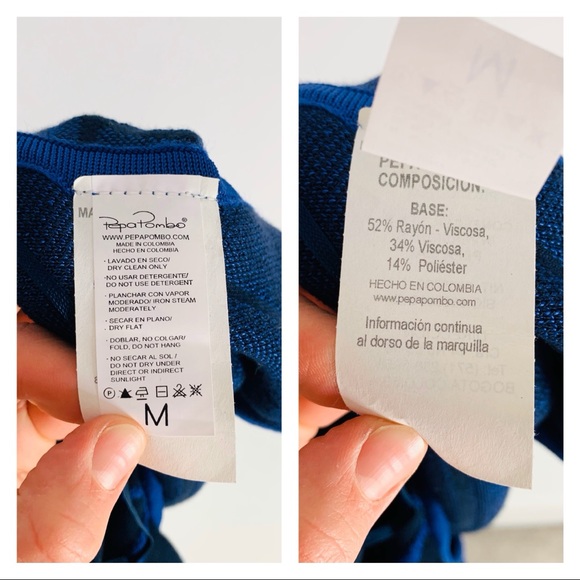 MA
PepaPombo
WWW.PEPAPOMBO.COM
MADE IN COLOMBIA
HECHO EN COLOMBIA
• LAVADO EN SECO/
DRY CLEAN ONLY
•NO USAR DETERGENTE/
DO NOT USE DETERGENT
• PLANCHAR CON VAPOR
MODERADO/ IRON STEAM
MODERATELY
• SECAR EN PLANO/
DRY FLAT
• DOBLAR, NO COLGAR/
FOLD, DO NOT HANG
• NO SECAR AL SOL /
DO NOT DRY UNDER
DIRECT OR INDIRECT
SUNLIGHT
P
M
M
COMPOSICIÓN:
BASE:
52% Rayón - Viscosa,
34% Viscosa,
14% Poliéster
HECHO EN COLOMBIA
www.pepapombo.com
Información continua
al dorso de la marquilla